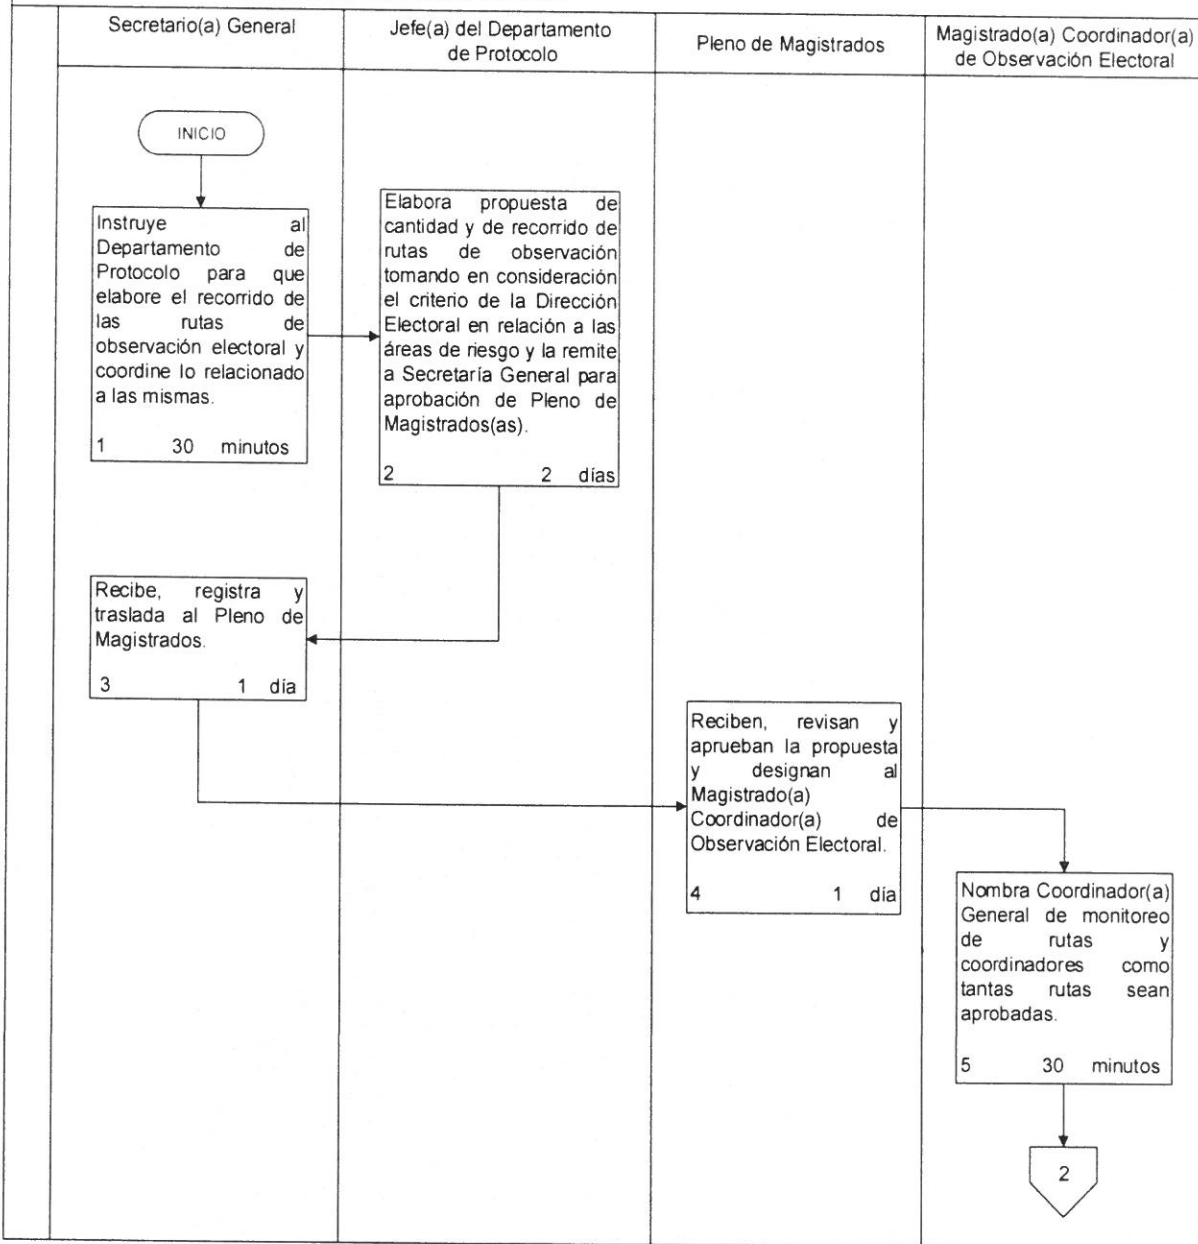 Secretario(a) General
Jefe(a) del Departamento
de Protocolo
Pleno de Magistrados
Magistrado(a) Coordinador(a)
de Observación Electoral
INICIO
Instruye al
Departamento de
Protocolo para que
elabore el recorrido de
las rutas de
observación electoral y
coordine lo relacionado
a las mismas.
1 30 minutos
Elabora propuesta de
cantidad y de recorrido de
rutas de observación
tomando en consideración
el criterio de la Dirección
Electoral en relación a las
áreas de riesgo y la remite
a Secretaría General para
aprobación de Pleno de
Magistrados(as).
2 2 días
Recibe, registra y
traslada al Pleno de
Magistrados.
3 1 día
Reciben, revisan y
aprueban la propuesta
y designan al
Magistrado(a)
Coordinador(a) de
Observación Electoral.
4 1 día
Nombra Coordinador(a)
General de monitoreo
de rutas y
coordinadores como
tantas rutas sean
aprobadas.
5 30 minutos
2